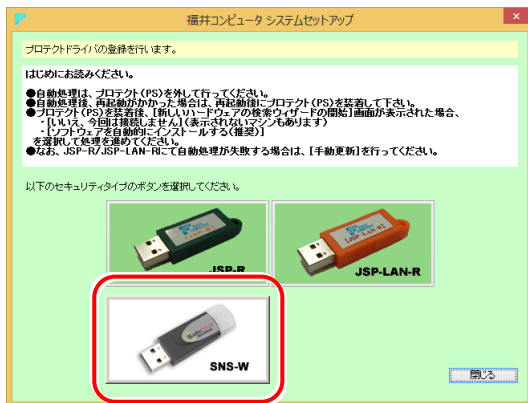 福井コンピュータ システムセットアップ
プロテクトドライバの登録を行います。
はじめにお読みください。
●自動処理は、プロテクト(PS)を外して行ってください。
●自動処理後、再起動がかかった場合は、再起動後にプロテクト(PS)を装着して下さい。
●プロテクト(PS)を装着後、[新しいハードウェアの検索ウィザードの開始]画面が表示された場合、
・[いいえ、今回は接続しません](表示されないマシンもあります)
・[ソフトウェアを自動的にインストールする(推奨)]
を選択して処理を進めてください。
●なお、JSP-R/JSP-LAN-Rにて自動処理が失敗する場合は、[手動更新]を行ってください。
以下のセキュリティタイプのボタンを選択してください。
JSP-R
JSP-LAN-R
SNS-W
閉じる